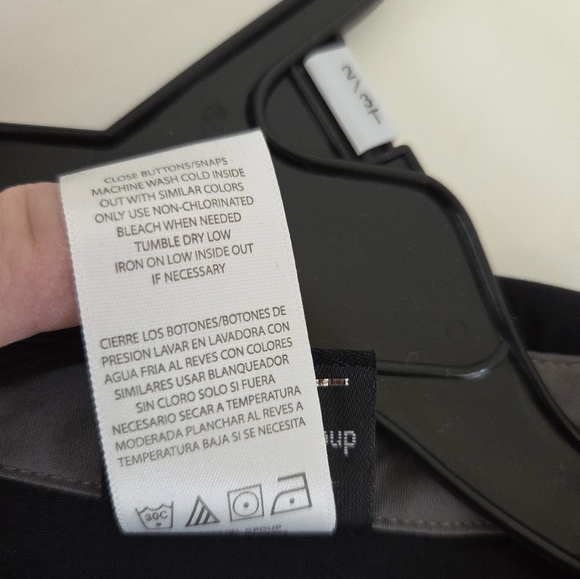 CLOSE BUTTONS/SNAPS
MACHINE WASH COLD INSIDE
OUT WITH SIMILAR COLORS
ONLY USE NON-CHLORINATED
BLEACH WHEN NEEDED
TUMBLE DRY LOW
IRON ON LOW INSIDE OUT
IF NECESSARY
CIERRE LOS BOTONES/BOTONES DE
PRESION LAVAR EN LAVADORA CON
AGUA FRIA AL REVES CON COLORES
SIMILARES USAR BLANQUEADOR
SIN CLORO SOLO SI FUERA
NECESARIO SECAR A TEMPERATURA
MODERADA PLANCHAR AL REVES A
TEMPERATURA BAJA SI SE NECESITA
30C
GROUP